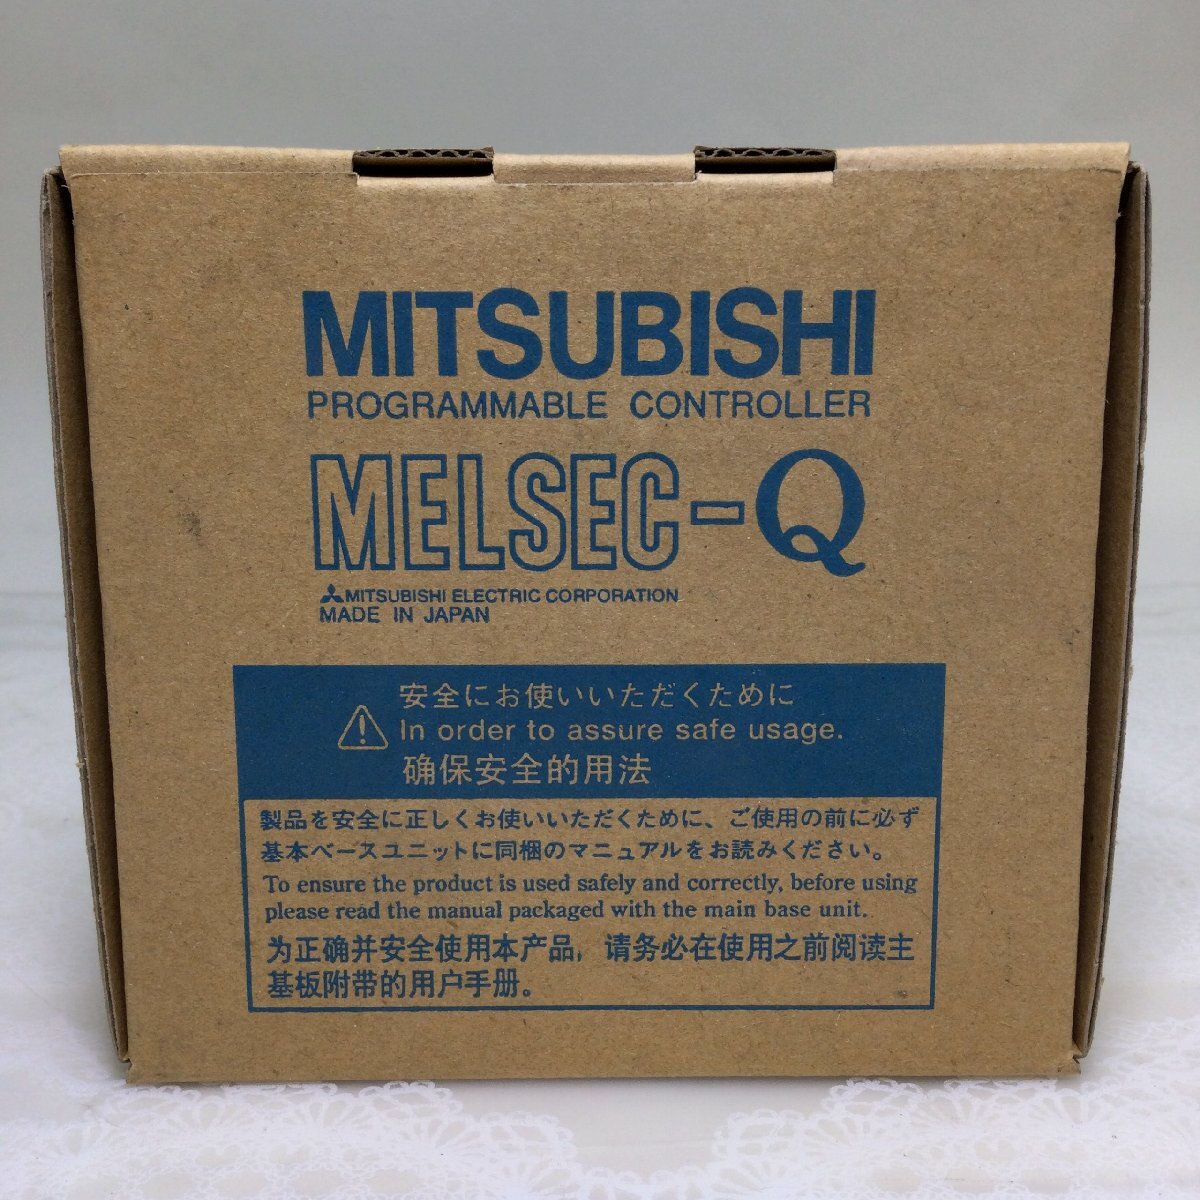 MITSUBISHI
PROGRAMMABLE CONTROLLER
MELSEC-Q
MITSUBISHI ELECTRIC CORPORATION
MADE IN JAPAN
安全にお使いいただくために
In order to assure safe usage.
确保安全的用法
製品を安全に正しくお使いいただくために、ご使用の前に必ず
基本ベースユニットに同梱のマニュアルをお読みください。
To ensure the product is used safely and correctly, before using
please read the manual packaged with the main base unit.
为正确并安全使用本产品, 请务必在使用之前阅读主
基板附带的用户手册。